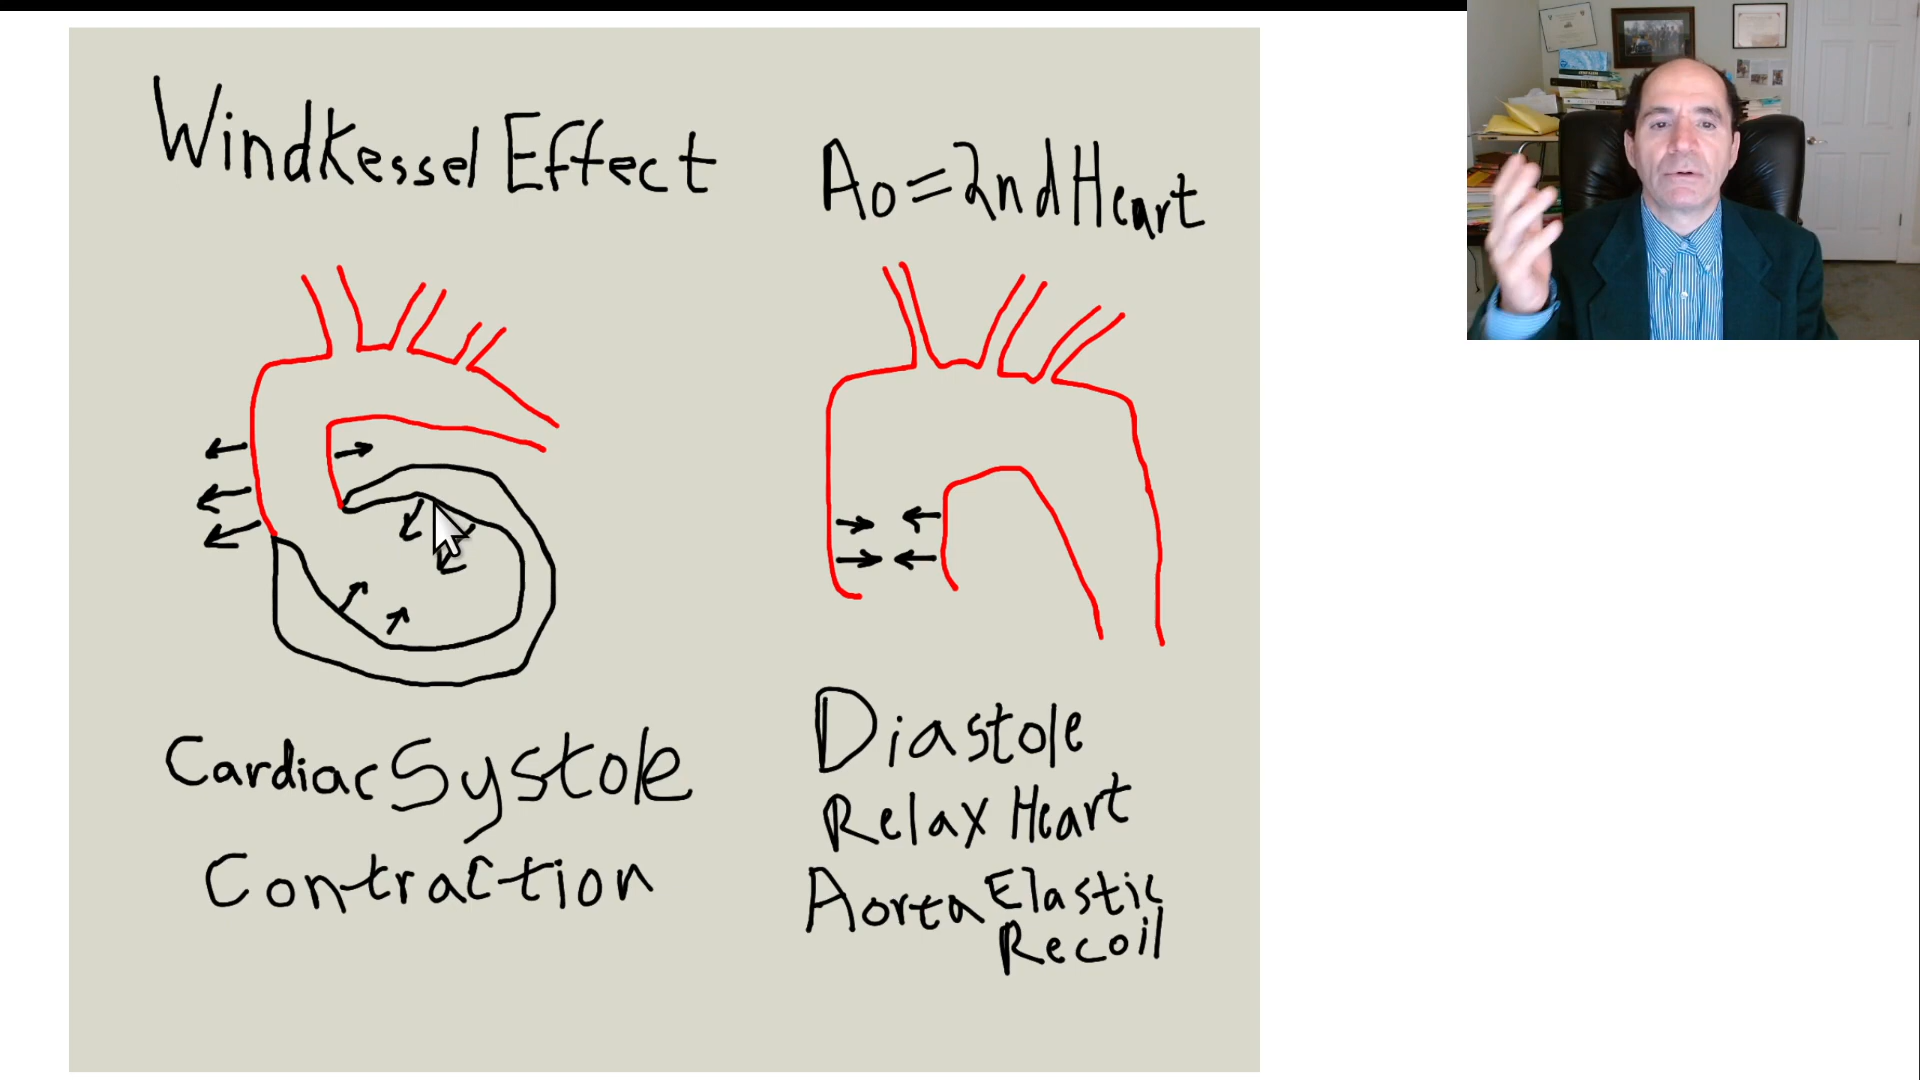 Windkessel Effect
Ao=2nd Heart
Cardiac Systole
Contraction
Diastole
Relax Heart
Aorta Elastic
Recoil